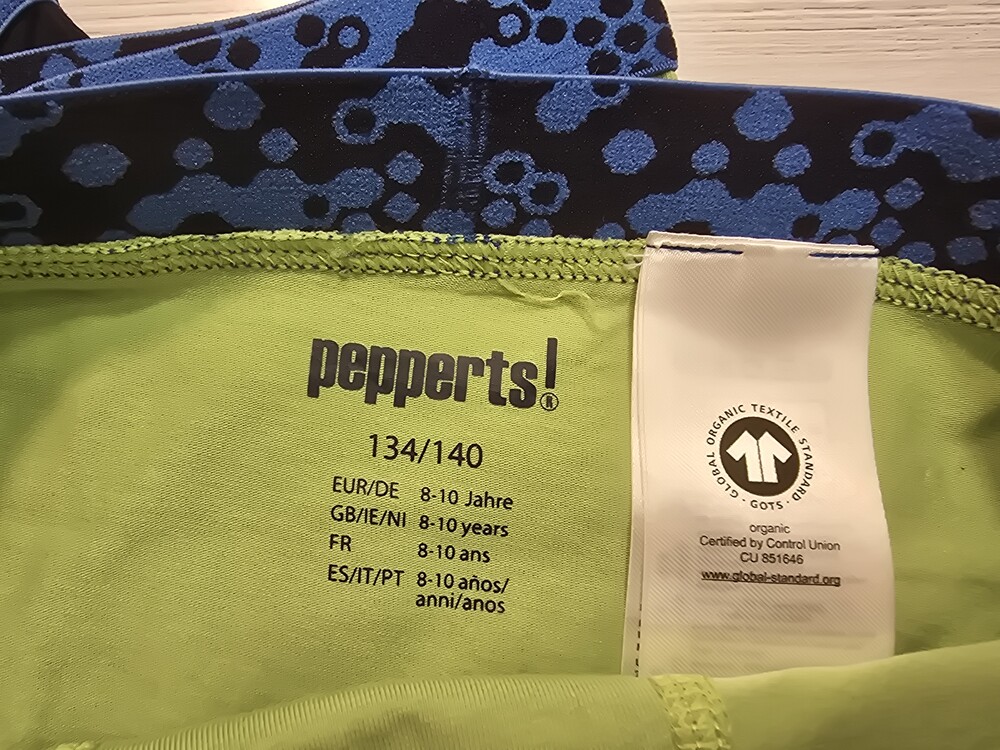 pepperts!®
134/140
EUR/DE 8-10 Jahre
GB/IE/NI 8-10 years
FR 8-10 ans
ES/IT/PT 8-10 años/
anni/anos
GLOBAL ORGANIC TEXTILE STANDARD · GOTS ·
organic
Certified by Control Union
CU 851646
www.global-standard.org